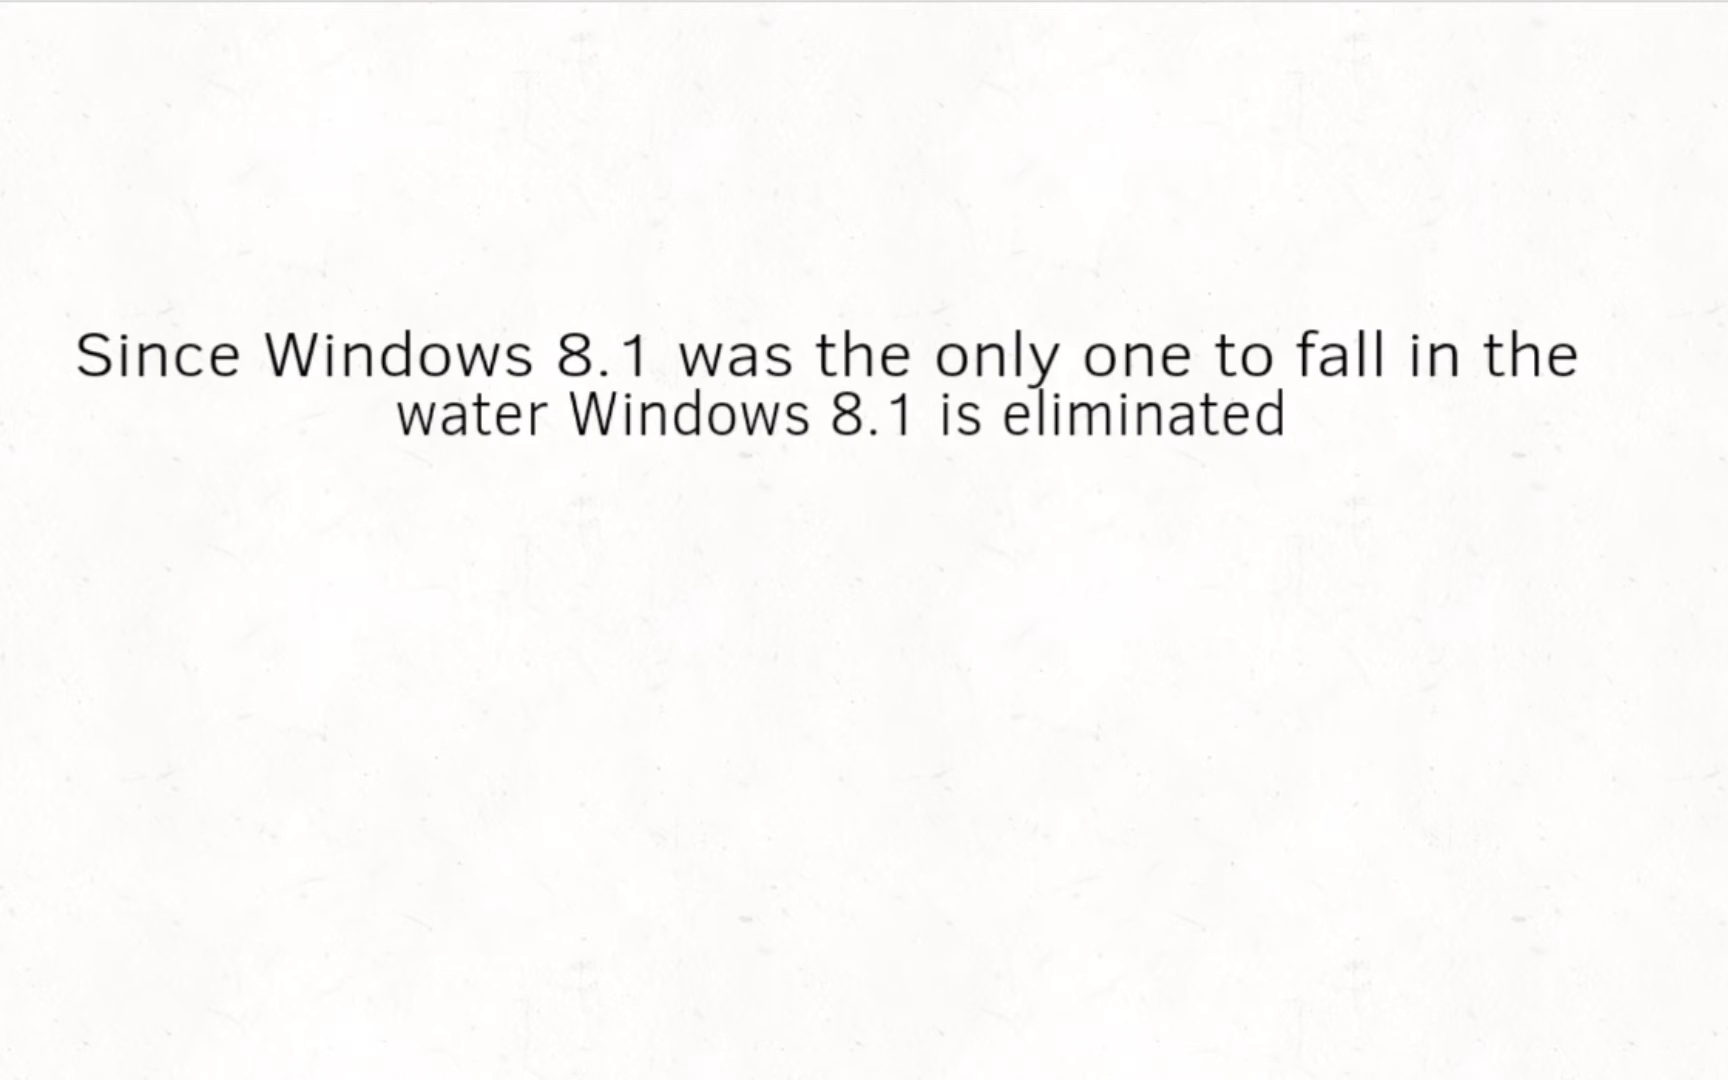 Since Windows 8.1 was the only one to fall in the
water Windows 8.1 is eliminated